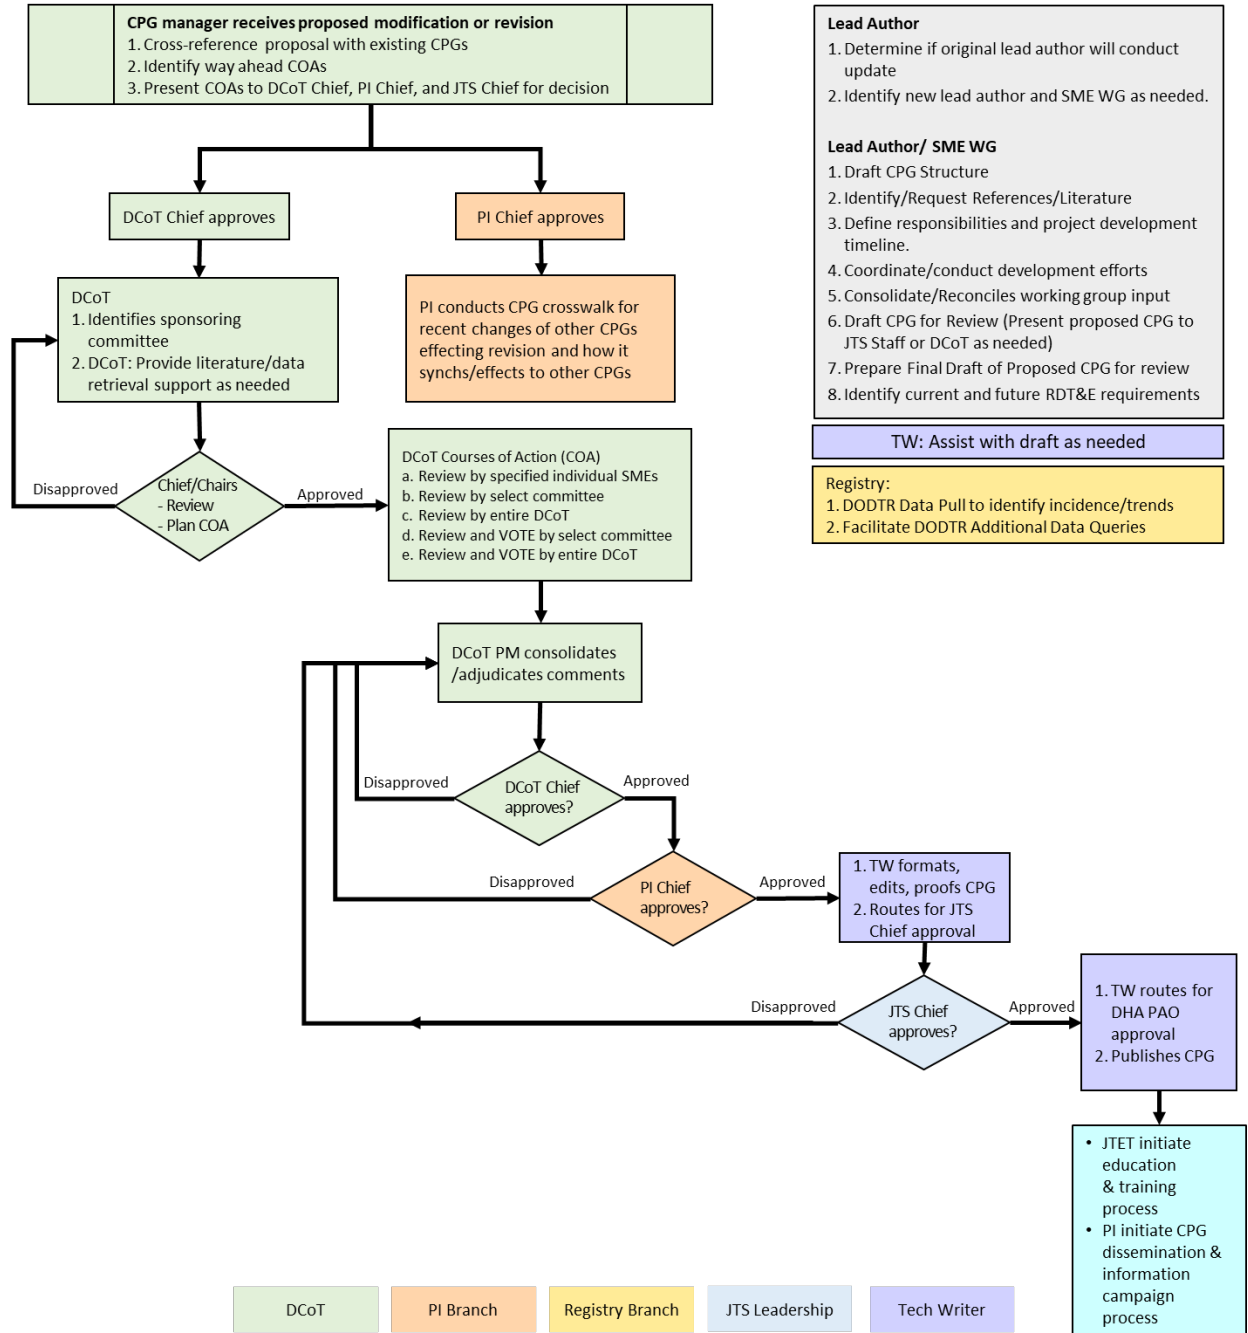 CPG manager receives proposed modification or revision
1. Cross-reference proposal with existing CPGs
2. Identify way ahead COAs
3. Present COAs to DCoT Chief, PI Chief, and JTS Chief for decision
Lead Author
1. Determine if original lead author will conduct
update
2. Identify new lead author and SME WG as needed.
Lead Author/ SME WG
1. Draft CPG Structure
2. Identify/Request References/Literature
3. Define responsibilities and project development
timeline.
4. Coordinate/conduct development efforts
5. Consolidate/Reconciles working group input
6. Draft CPG for Review (Present proposed CPG to
JTS Staff or DCoT as needed)
7. Prepare Final Draft of Proposed CPG for review
8. Identify current and future RDT&E requirements
TW: Assist with draft as needed
Registry:
1. DODTR Data Pull to identify incidence/trends
2. Facilitate DODTR Additional Data Queries
DCoT Chief approves
PI Chief approves
DCoT
1. Identifies sponsoring
committee
2. DCoT: Provide literature/data
retrieval support as needed
PI conducts CPG crosswalk for
recent changes of other CPGs
effecting revision and how it
synchs/effects to other CPGs
Disapproved
Chief/Chairs
- Review
- Plan COA
Approved
DCoT Courses of Action (COA)
a. Review by specified individual SMEs
b. Review by select committee
c. Review by entire DCoT
d. Review and VOTE by select committee
e. Review and VOTE by entire DCoT
DCoT PM consolidates
/adjudicates comments
Disapproved
DCoT Chief
approves?
Approved
Disapproved
PI Chief
approves?
Approved
1. TW formats,
edits, proofs CPG
2. Routes for JTS
Chief approval
Disapproved
JTS Chief
approves?
Approved
1. TW routes for
DHA PAO
approval
2. Publishes CPG
• JTET initiate
education
& training
process
• PI initiate CPG
dissemination &
information
campaign
process
DCoT
PI Branch
Registry Branch
JTS Leadership
Tech Writer